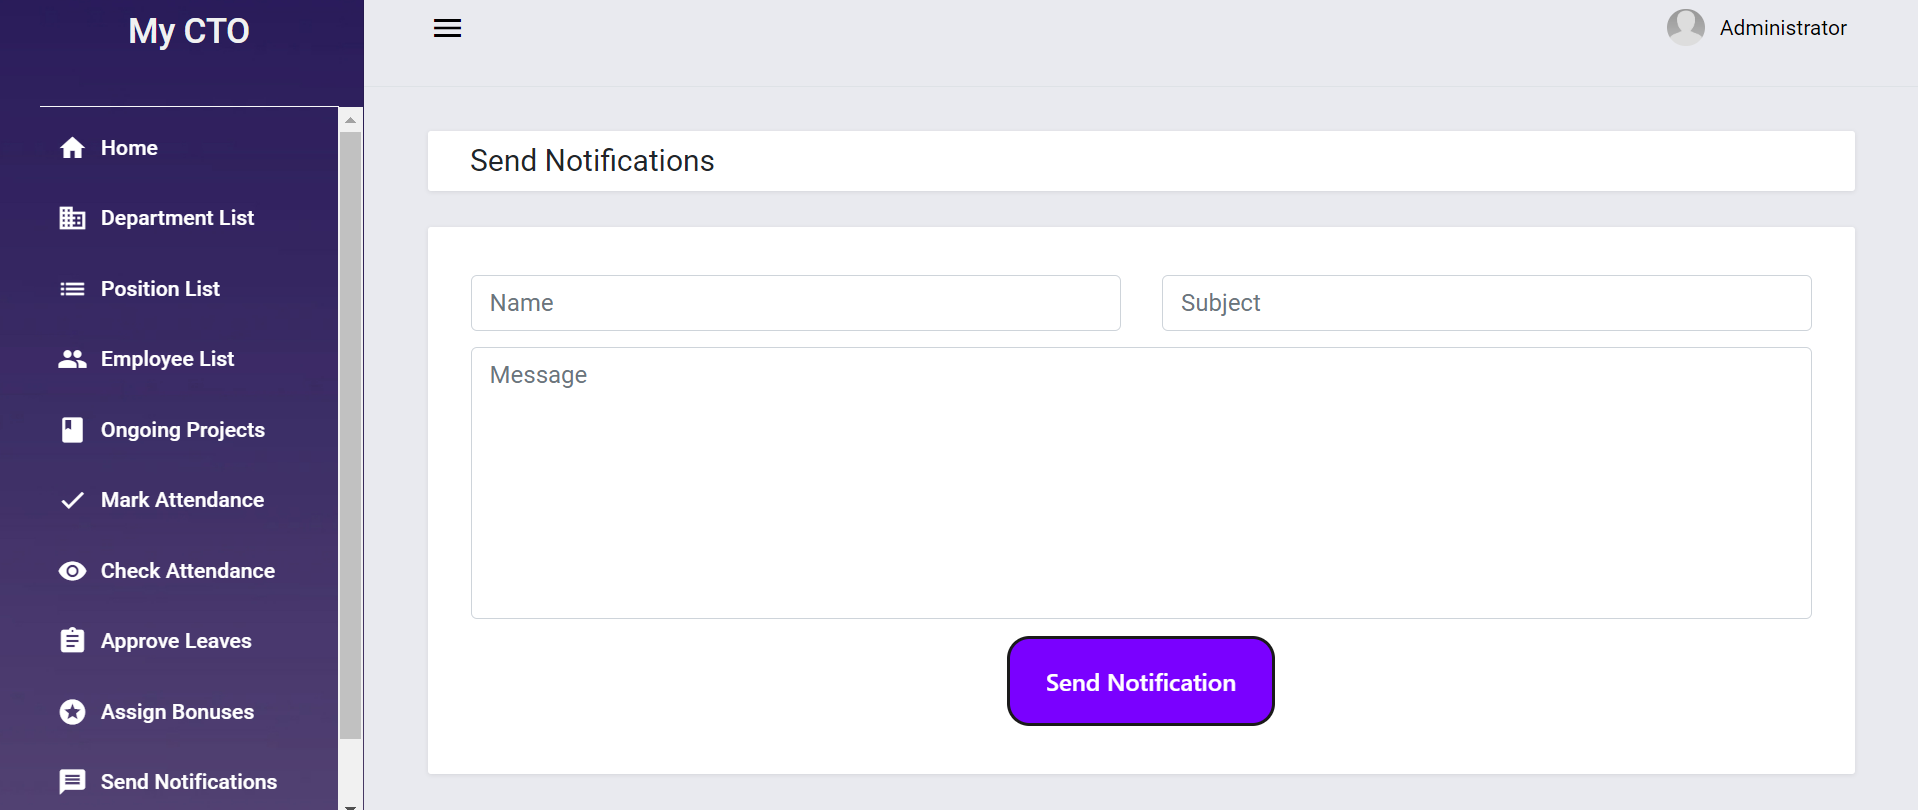 My CTO
Administrator
Home
Department List
Position List
Employee List
Ongoing Projects
Mark Attendance
Check Attendance
Approve Leaves
Assign Bonuses
Send Notifications
Send Notifications
Name
Subject
Message
Send Notification